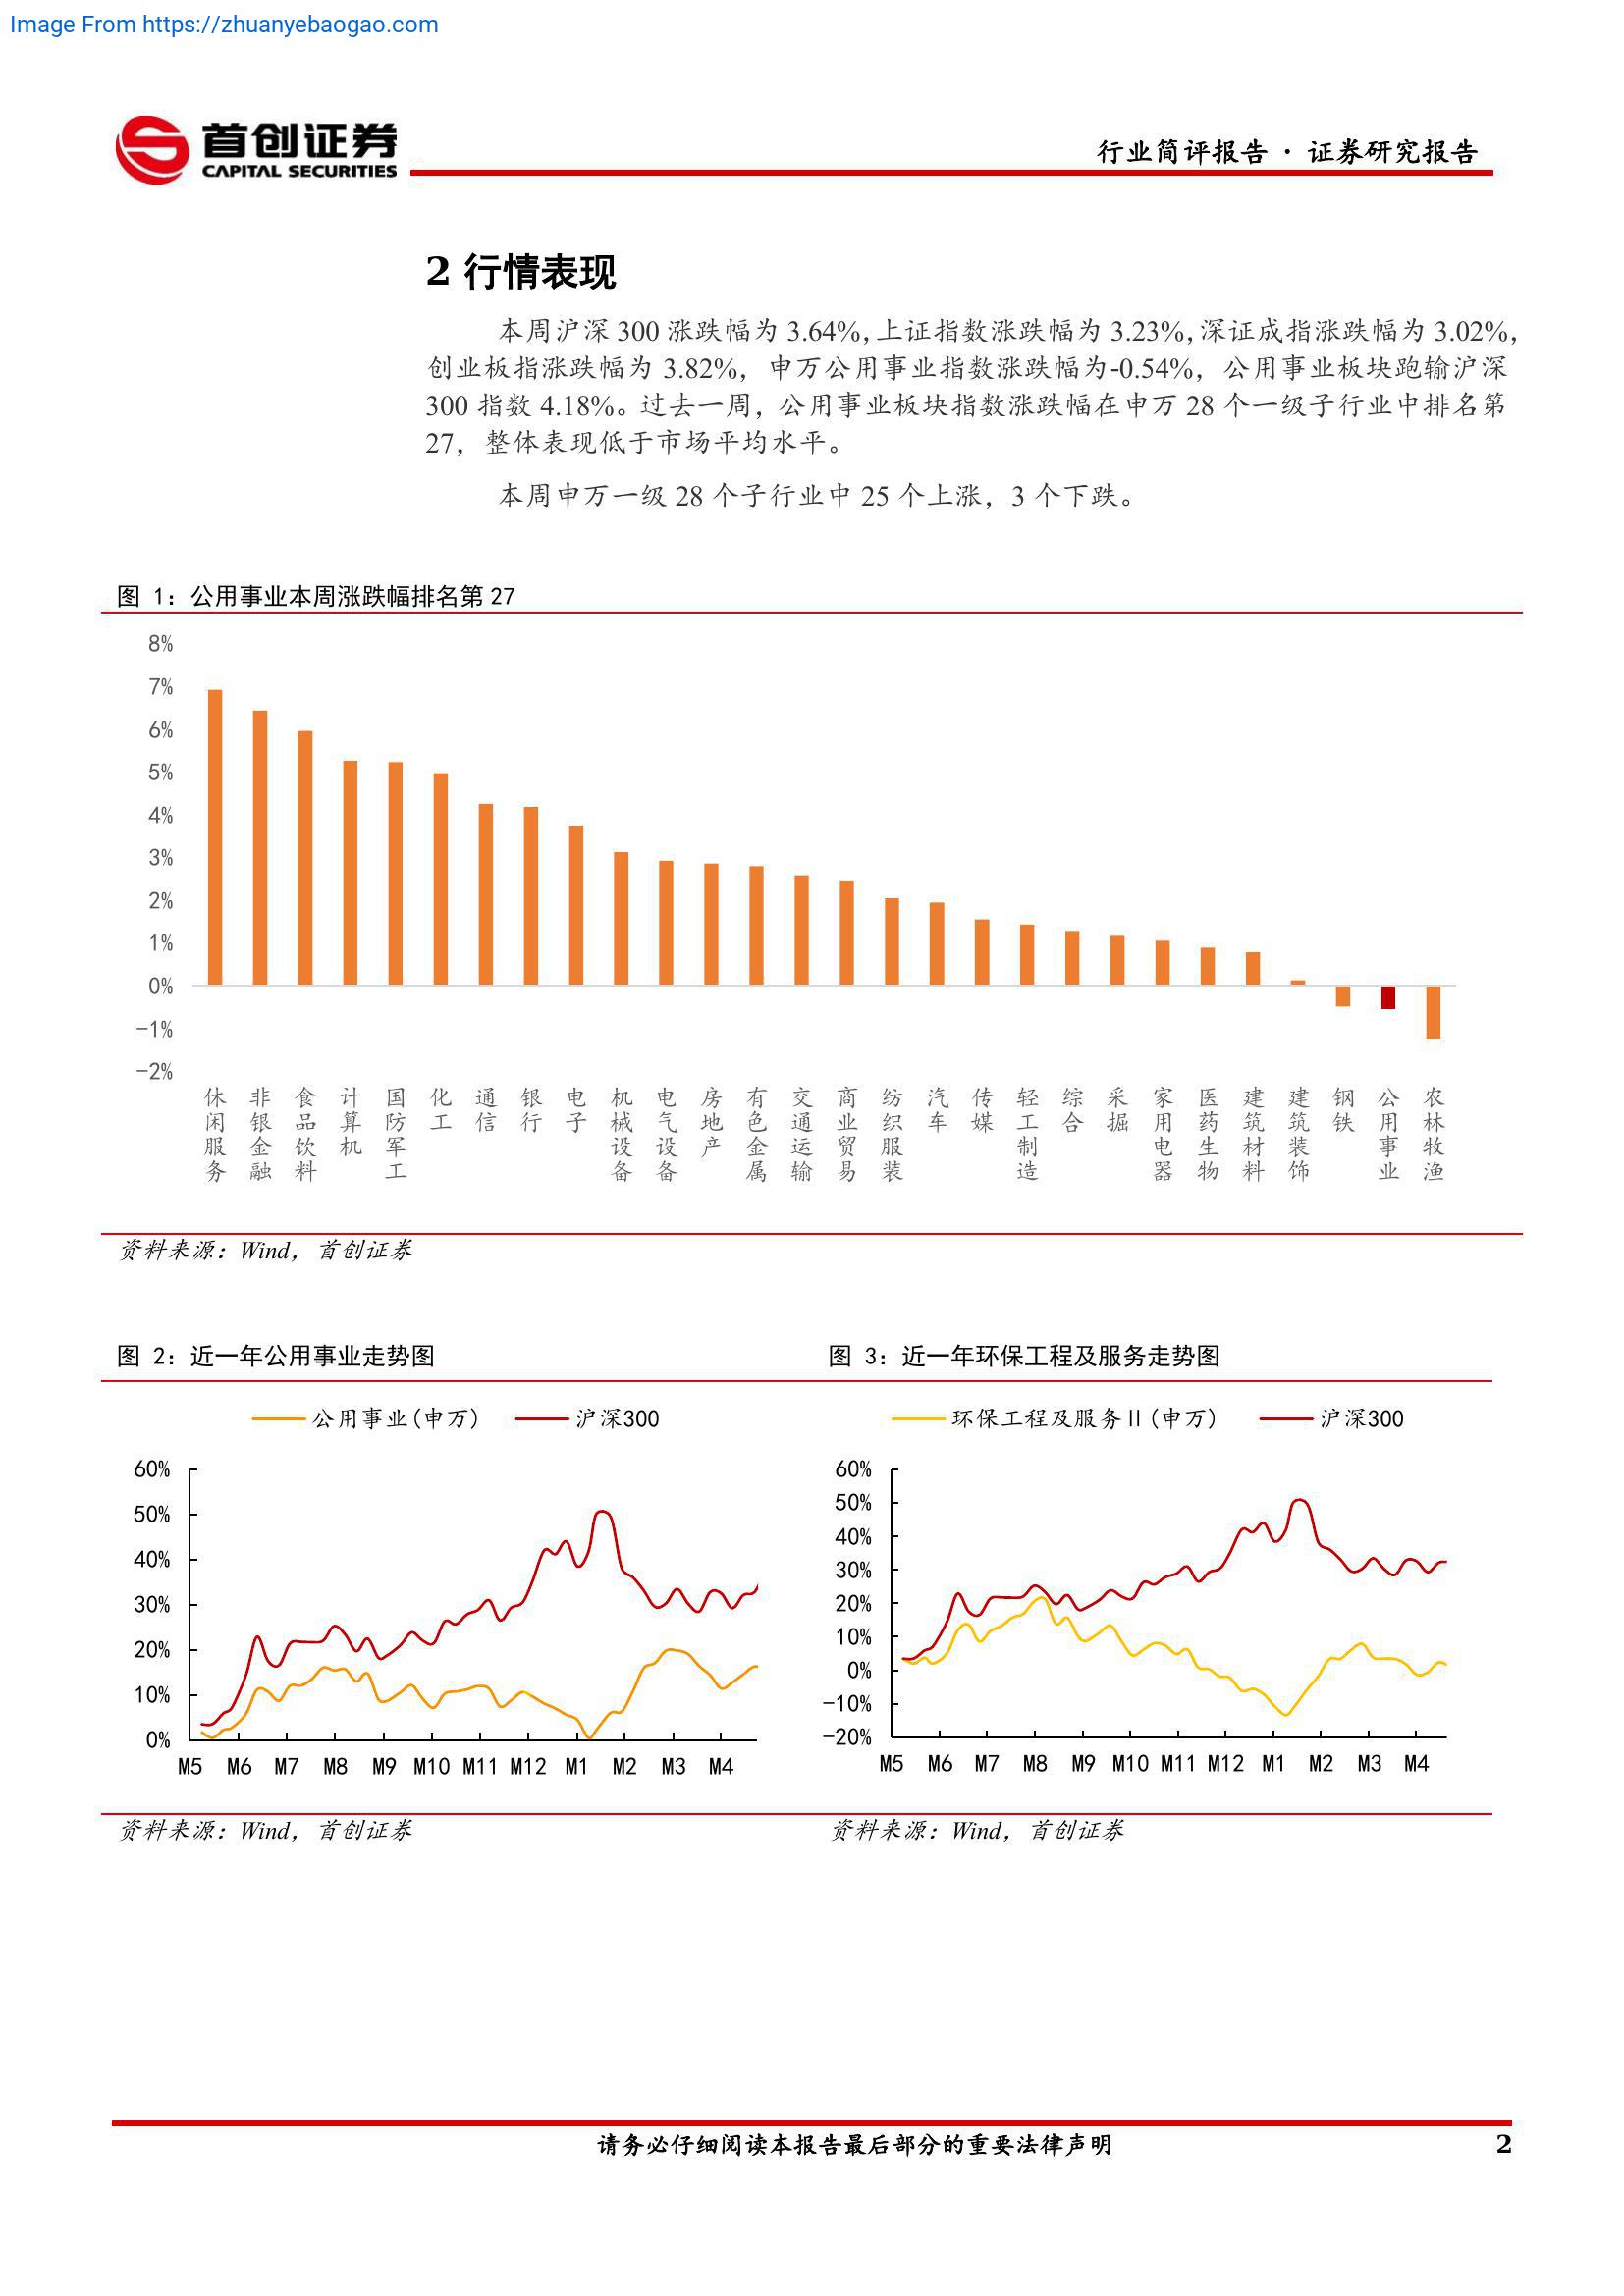 Image From https://zhuanyebaogao.com
首创证券
CAPITAL SECURITIES
行业简评报告 · 证券研究报告
2 行情表现
本周沪深 300 涨跌幅为 3.64%,上证指数涨跌幅为 3.23%,深证成指涨跌幅为 3.02%,
创业板指涨跌幅为 3.82%，申万公用事业指数涨跌幅为-0.54%，公用事业板块跑输沪深
300 指数 4.18%。过去一周，公用事业板块指数涨跌幅在申万 28 个一级子行业中排名第
27，整体表现低于市场平均水平。
本周申万一级 28 个子行业中 25 个上涨，3 个下跌。
图 1：公用事业本周涨跌幅排名第 27
8%
7%
6%
5%
4%
3%
2%
1%
0%
-1%
-2%
休闲服务
非银金融
食品饮料
计算机
国防军工
化工
通信
银行
电子
机械设备
电气设备
房地产
有色金属
交通运输
商业贸易
纺织服装
汽车
传媒
轻工制造
综合
采掘
家用电器
医药生物
建筑材料
建筑装饰
钢铁
公用事业
农林牧渔
资料来源：Wind，首创证券
图 2：近一年公用事业走势图
公用事业(申万) 沪深300
60%
50%
40%
30%
20%
10%
0%
M5 M6 M7 M8 M9 M10 M11 M12 M1 M2 M3 M4
资料来源：Wind，首创证券
图 3：近一年环保工程及服务走势图
环保工程及服务Ⅱ(申万) 沪深300
60%
50%
40%
30%
20%
10%
0%
-10%
-20%
M5 M6 M7 M8 M9 M10 M11 M12 M1 M2 M3 M4
资料来源：Wind，首创证券
请务必仔细阅读本报告最后部分的重要法律声明
2